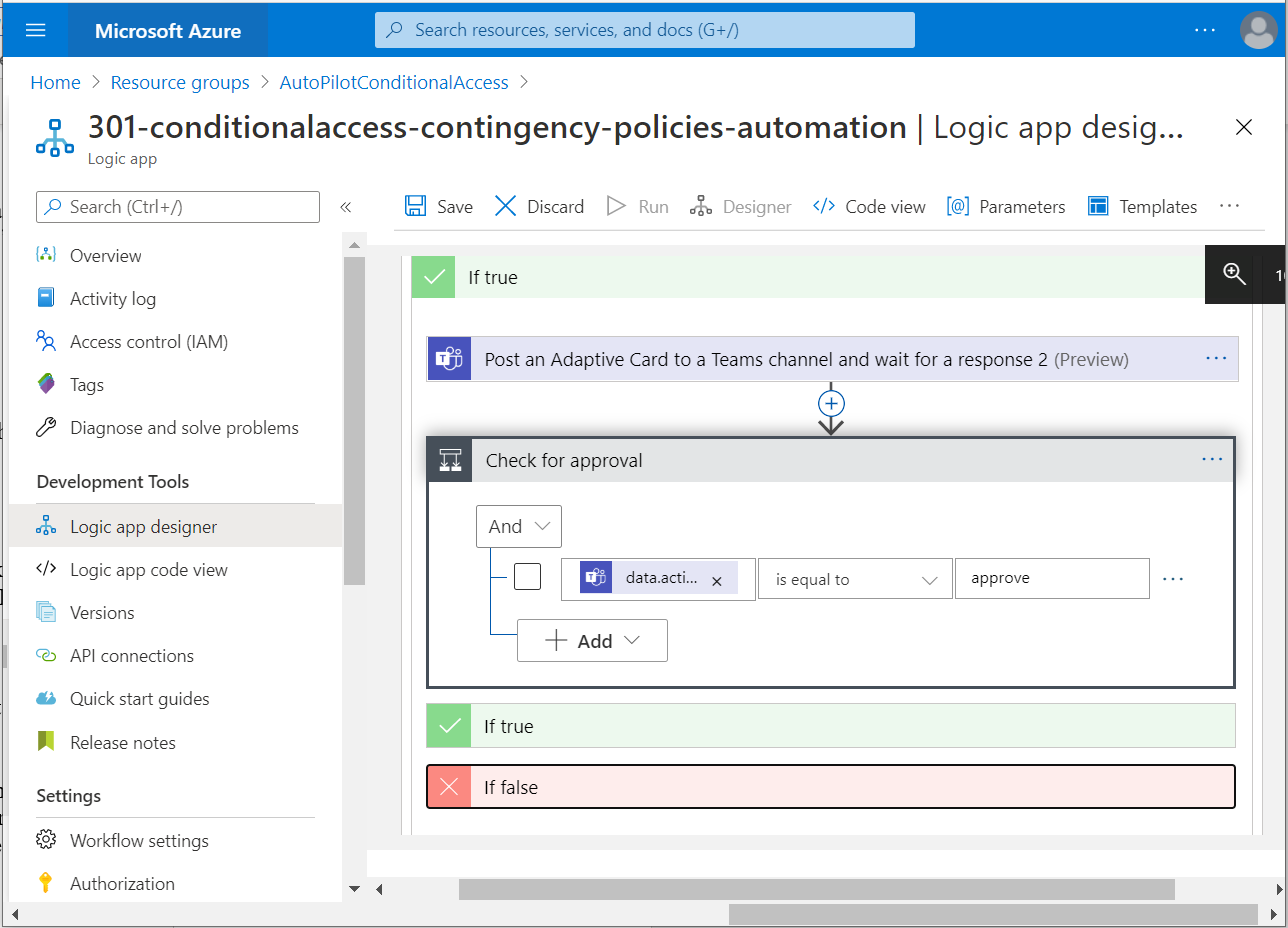 Microsoft Azure
Search resources, services, and docs (G+/)
Home > Resource groups > AutoPilotConditionalAccess >
301-conditionalaccess-contingency-policies-automation | Logic app desig...
Logic app
Search (Ctrl+/)
Save Discard Run Designer Code view Parameters Templates
Overview
Activity log
Access control (IAM)
Tags
Diagnose and solve problems
Development Tools
Logic app designer
Logic app code view
Versions
API connections
Quick start guides
Release notes
Settings
Workflow settings
Authorization
If true
Post an Adaptive Card to a Teams channel and wait for a response 2 (Preview)
Check for approval
And
data.acti... is equal to approve
Add
If true
If false